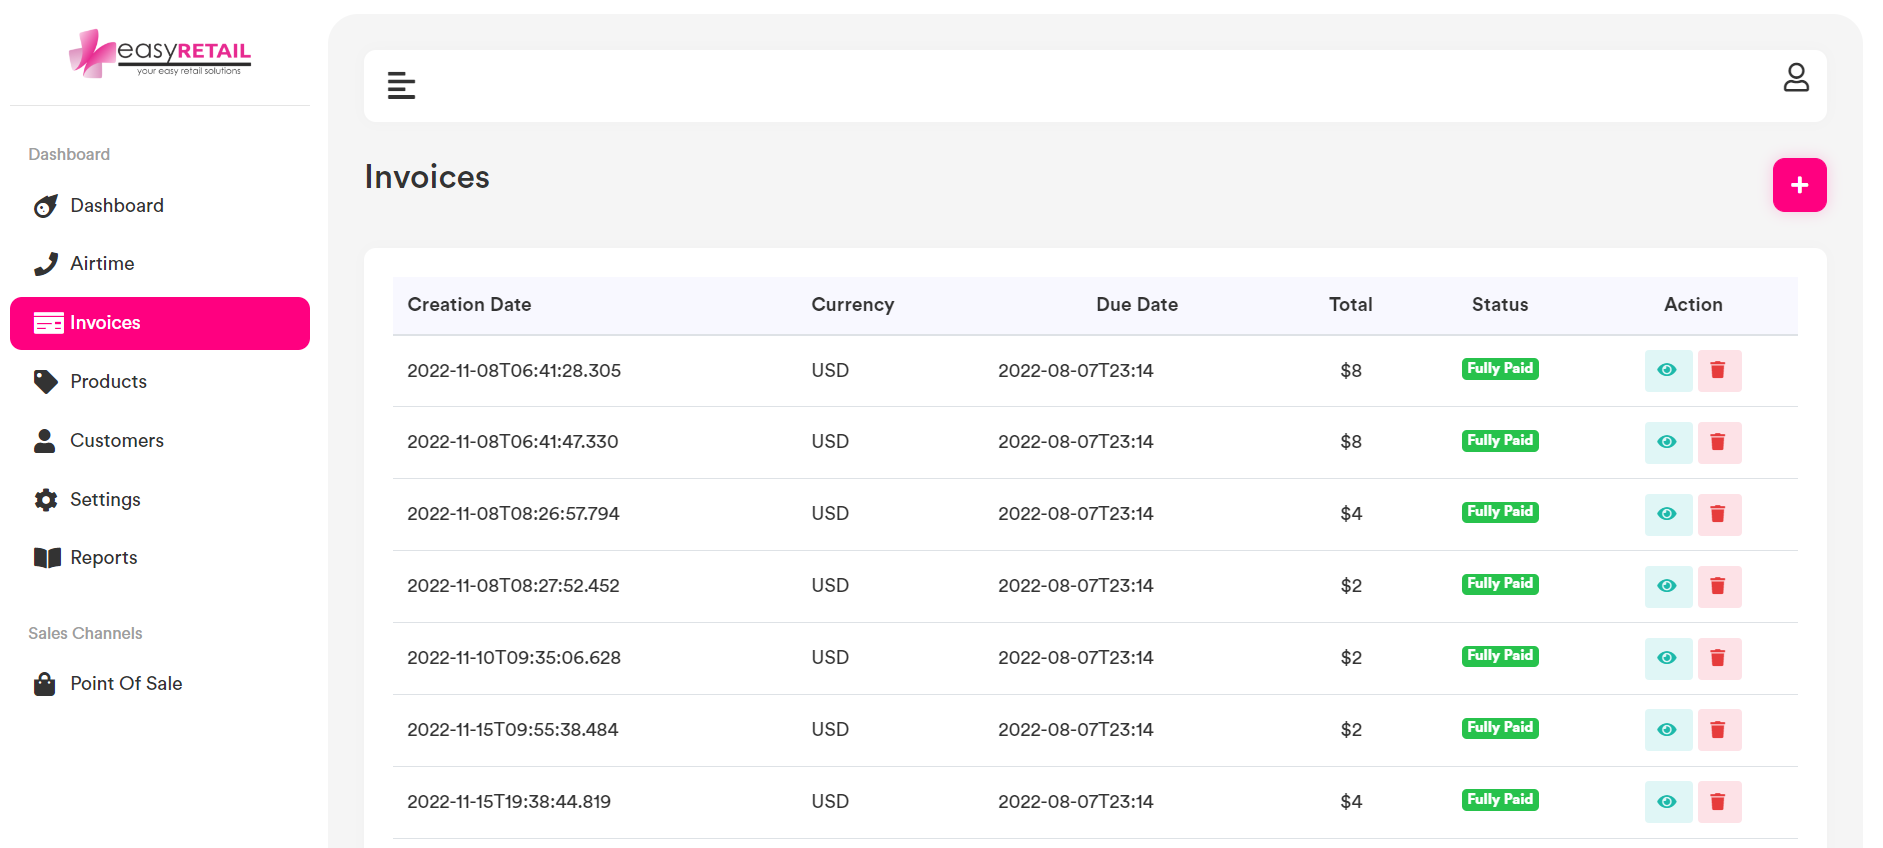 easyRETAIL
your easy retail solutions
Dashboard
Dashboard
Airtime
Invoices
Products
Customers
Settings
Reports
Sales Channels
Point Of Sale
Invoices
+
Creation Date Currency Due Date Total Status Action
2022-11-08T06:41:28.305 USD 2022-08-07T23:14 $8 Fully Paid
2022-11-08T06:41:47.330 USD 2022-08-07T23:14 $8 Fully Paid
2022-11-08T08:26:57.794 USD 2022-08-07T23:14 $4 Fully Paid
2022-11-08T08:27:52.452 USD 2022-08-07T23:14 $2 Fully Paid
2022-11-10T09:35:06.628 USD 2022-08-07T23:14 $2 Fully Paid
2022-11-15T09:55:38.484 USD 2022-08-07T23:14 $2 Fully Paid
2022-11-15T19:38:44.819 USD 2022-08-07T23:14 $4 Fully Paid